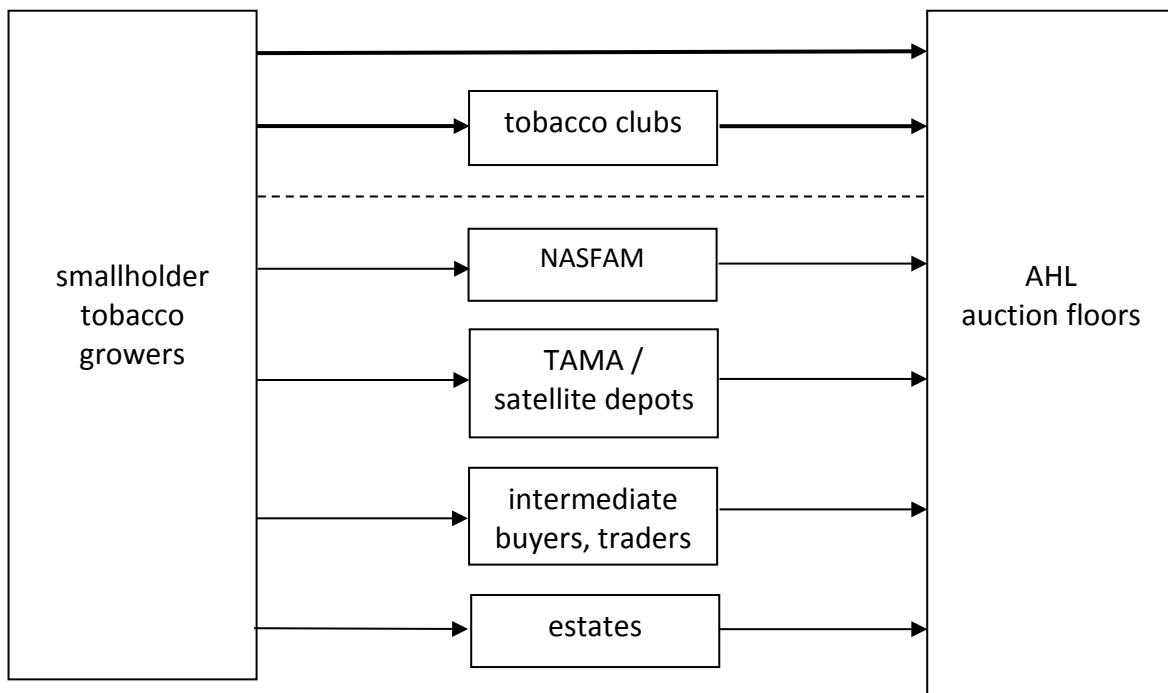 tobacco clubs
smallholder
tobacco
growers
NASFAM
AHL
auction floors
TAMA /
satellite depots
intermediate
buyers, traders
estates